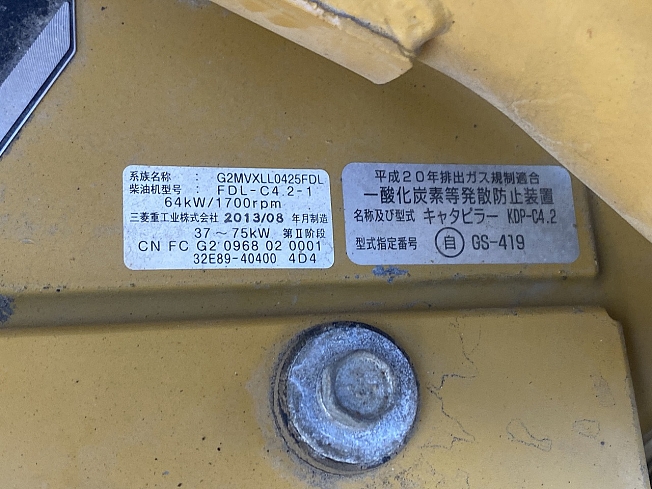 系族名称 : G2MVXLL0425FDL
柴油机型号 : FDL-C4.2-1
64kW/1700rpm
三菱重工业株式会社 2013/08 年月制造
37～75kW 第Ⅱ阶段
CN FC G2 0968 02 0001
32E89-40400 4D4
平成20年排出ガス規制適合
一酸化炭素等発散防止装置
名称及び型式 キャタピラー KDP-C4.2
型式指定番号 自 GS-419